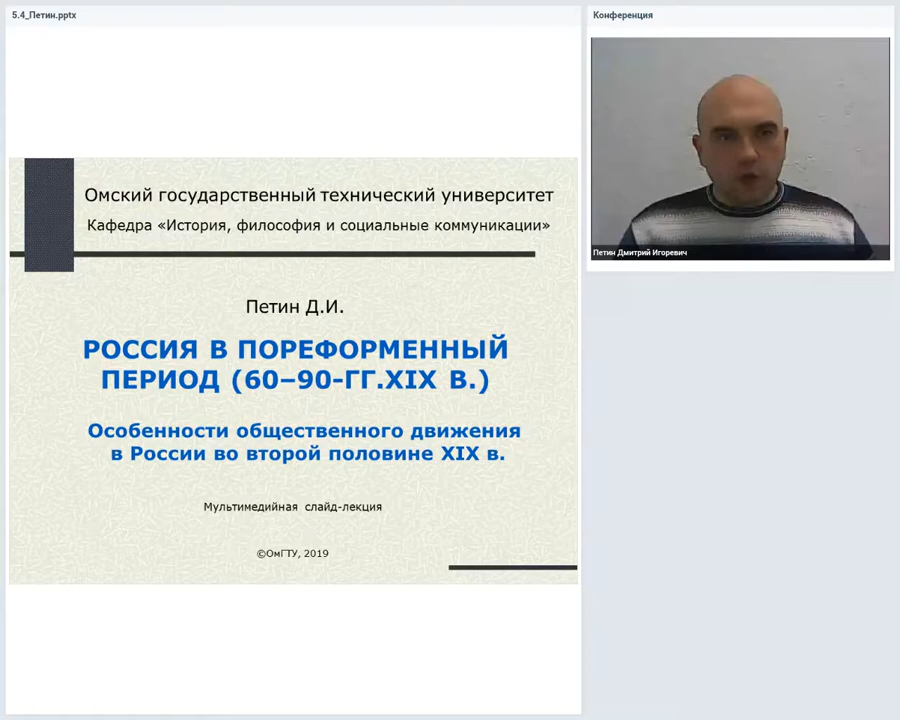 5.4_Петин.pptx
Конференция
Омский государственный технический университет
Кафедра «История, философия и социальные коммуникации»
Петин Д.И.
РОССИЯ В ПОРЕФОРМЕННЫЙ
ПЕРИОД (60–90-ГГ.XIX В.)
Особенности общественного движения
в России во второй половине XIX в.
Мультимедийная слайд-лекция
©ОмГТУ, 2019
Петин Дмитрий Игоревич